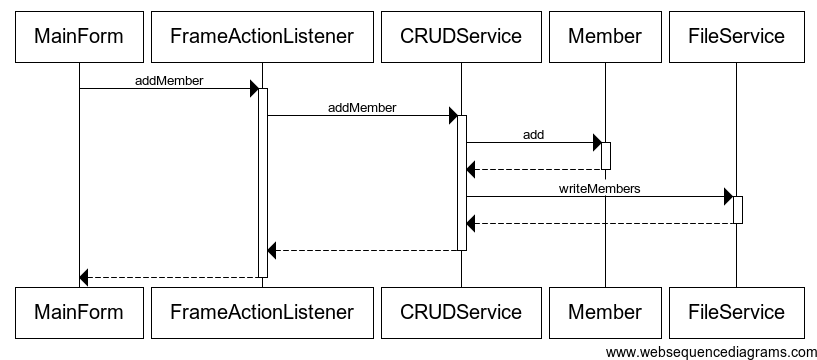 MainForm FrameActionListener CRUDService Member FileService
addMember
addMember
add
writeMembers
MainForm FrameActionListener CRUDService Member FileService
www.websequencediagrams.com